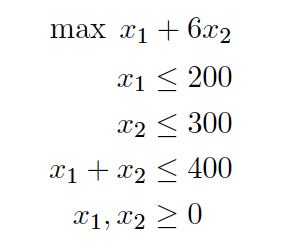 max x₁ + 6x₂
x₁ ≤ 200
x₂ ≤ 300
x₁ + x₂ ≤ 400
x₁, x₂ ≥ 0